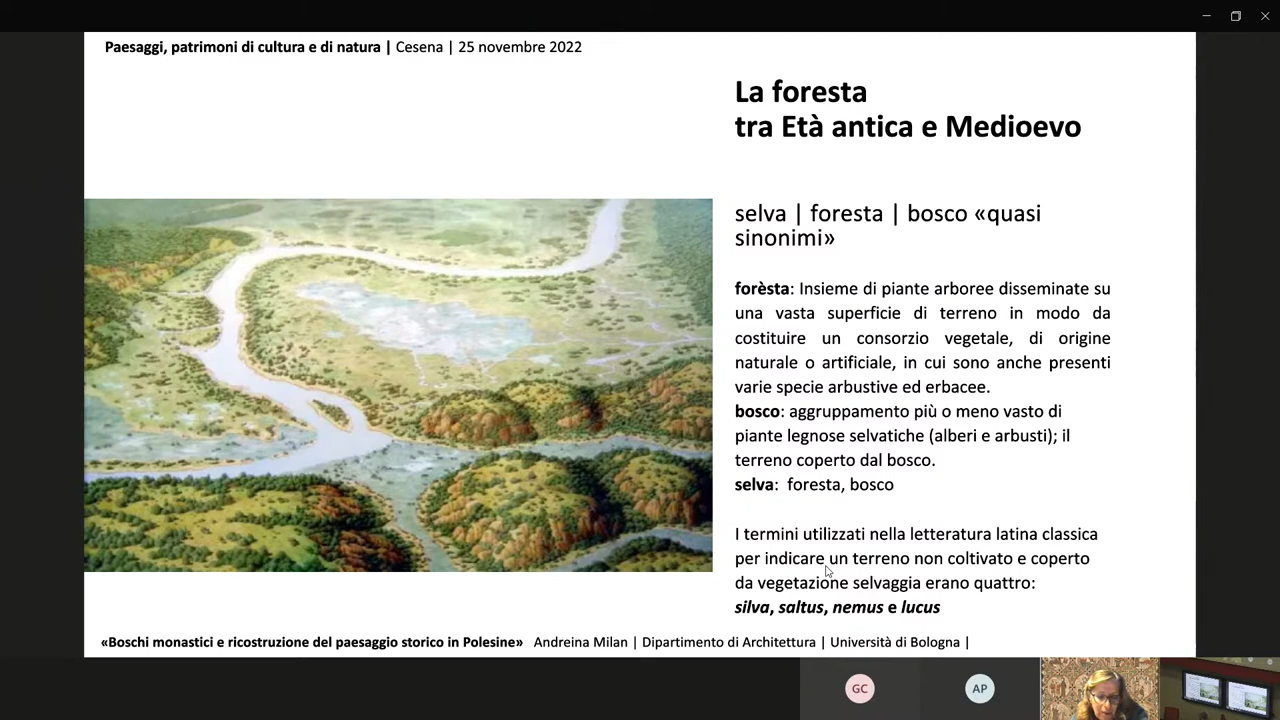 Paesaggi, patrimoni di cultura e di natura | Cesena | 25 novembre 2022
La foresta
tra Età antica e Medioevo
selva | foresta | bosco «quasi
sinonimi»
forèsta: Insieme di piante arboree disseminate su
una vasta superficie di terreno in modo da
costituire un consorzio vegetale, di origine
naturale o artificiale, in cui sono anche presenti
varie specie arbustive ed erbacee.
bosco: aggruppamento più o meno vasto di
piante legnose selvatiche (alberi e arbusti); il
terreno coperto dal bosco.
selva: foresta, bosco
I termini utilizzati nella letteratura latina classica
per indicare un terreno non coltivato e coperto
da vegetazione selvaggia erano quattro:
silva, saltus, nemus e lucus
«Boschi monastici e ricostruzione del paesaggio storico in Polesine» Andreina Milan | Dipartimento di Architettura | Università di Bologna |
GC
AP